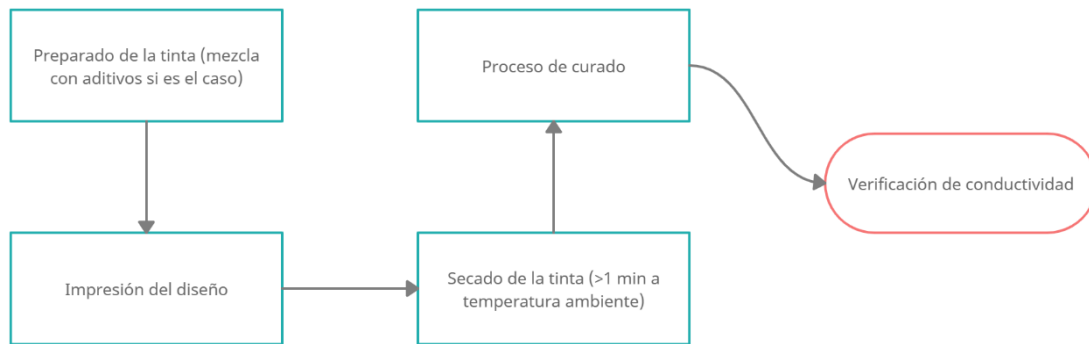 Preparado de la tinta (mezcla
con aditivos si es el caso)
Impresión del diseño
Secado de la tinta (>1 min a
temperatura ambiente)
Proceso de curado
Verificación de conductividad